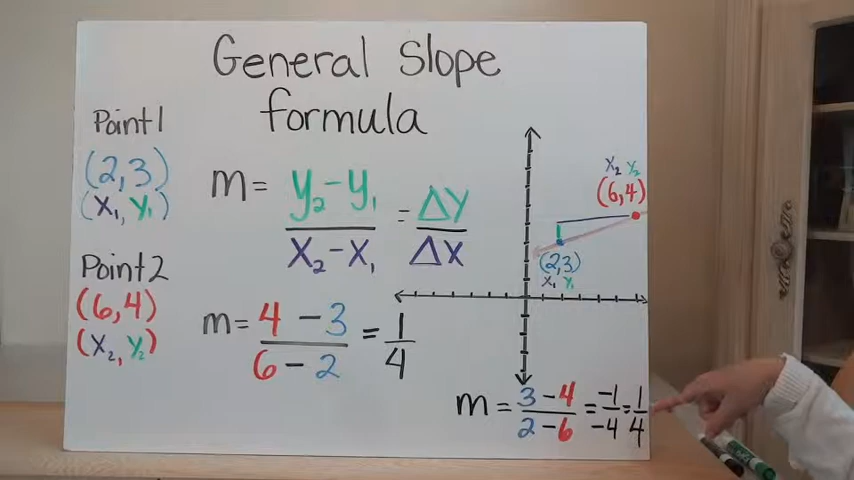 General Slope
formula
Point 1
(2,3)
(x₁, y₁)
Point 2
(6,4)
(x₂, y₂)
m = y₂-y₁ / x₂-x₁ = Δy / Δx
m = 4-3 / 6-2 = 1/4
x₂ y₂
(6,4)
(2,3)
x₁ y₁
m = 3-4 / 2-6 = -1/-4 = 1/4